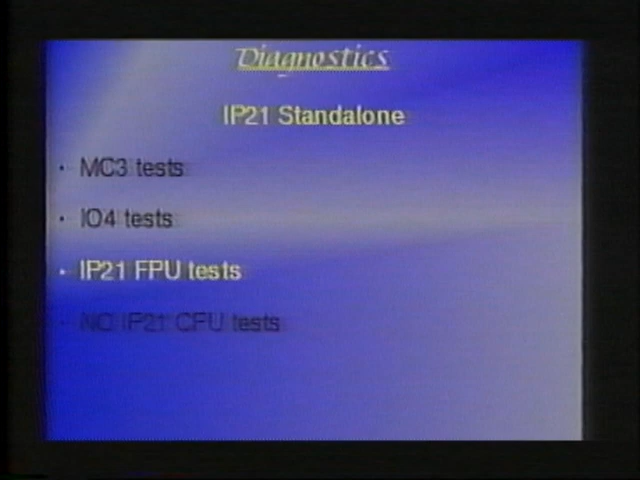 Diagnostics
IP21 Standalone
· MC3 tests
· IO4 tests
· IP21 FPU tests
· NO IP21 CPU tests